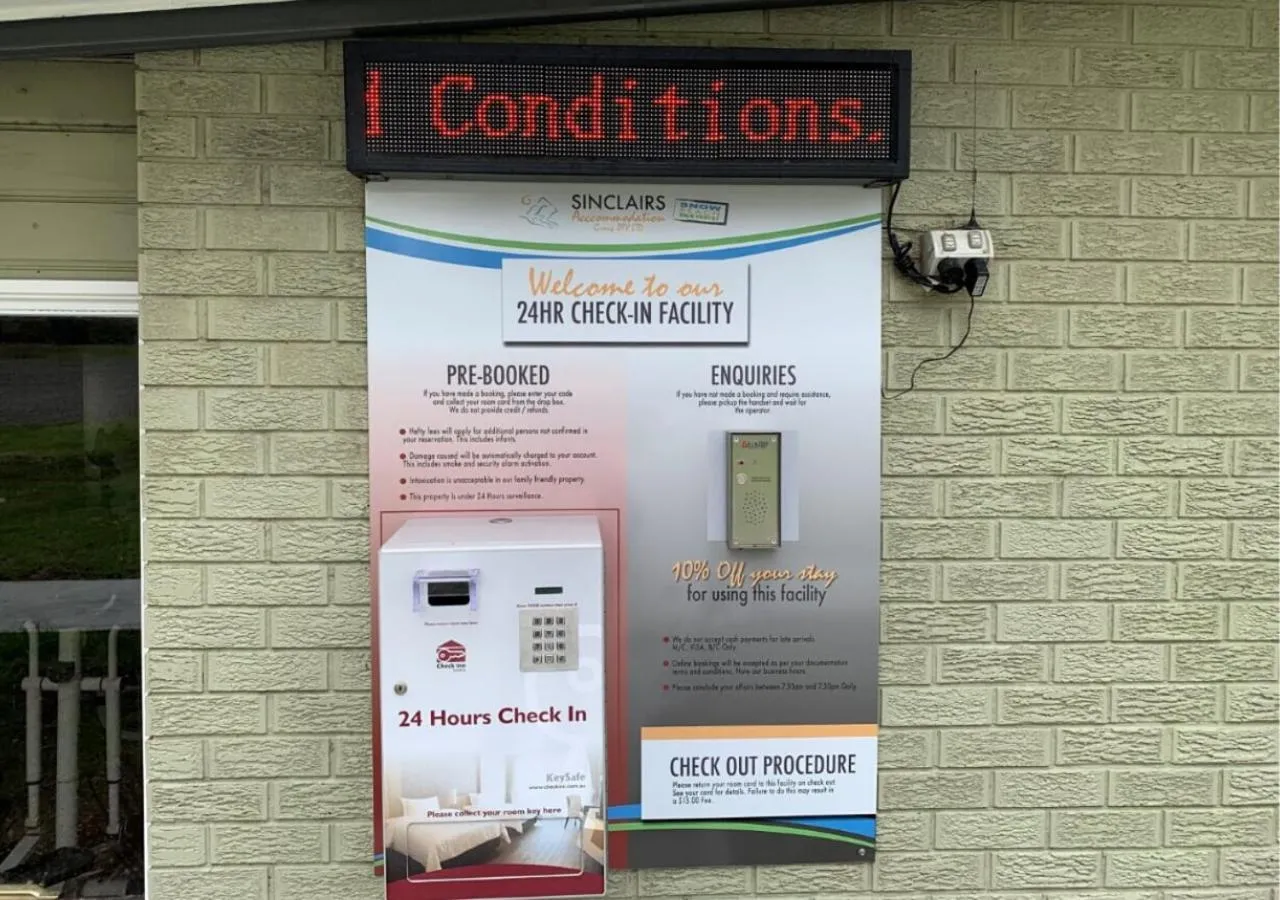 d Conditions.
SINCLAIRS
Accommodation
SNOW
Welcome to our
24HR CHECK-IN FACILITY
PRE-BOOKED
If you have made a booking, please enter your code
and collect your room card from the drop box.
We do not provide credit / refunds.
Hefty fees will apply for additional persons not confirmed in
your reservation. This includes infants.
Damage caused will be automatically charged to your account.
This includes smoke and security alarm activation.
Intoxication is unacceptable in our family friendly property.
This property is under 24 Hours surveillance.
ENQUIRIES
If you have not made a booking and require assistance,
please pickup the handset and wait for
the operator.
10% Off your stay
for using this facility
We do not accept cash payments for late arrivals.
M/C, VISA, B/C Only.
Online bookings will be accepted as per your documentation
terms and conditions. Note our business hours.
Please conclude your affairs between 7:30am and 7:30pm Only.
CHECK OUT PROCEDURE
Please return your room card to this facility on check out.
See your card for details. Failure to do this may result in
a $15.00 Fee.
Check Inn
24 Hours Check In
KeySafe
www.checkinn.com.au
Please collect your room key here